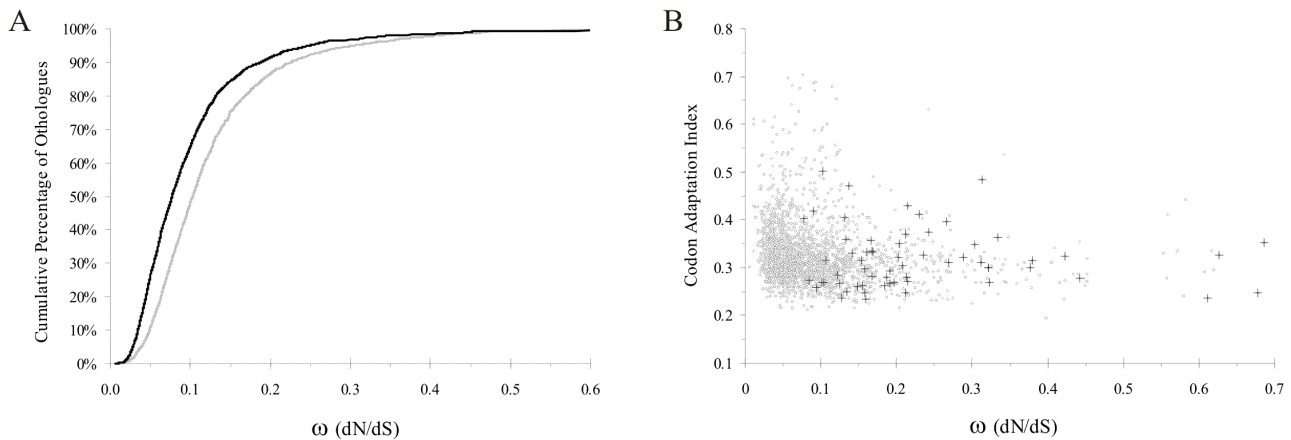 A
100%
90%
80%
70%
60%
50%
40%
30%
20%
10%
0%
Cumulative Percentage of Othologues
0.0 0.1 0.2 0.3 0.4 0.5 0.6
ω (dN/dS)
B
0.8
0.7
0.6
0.5
0.4
0.3
0.2
0.1
Codon Adaptation Index
0 0.1 0.2 0.3 0.4 0.5 0.6 0.7
ω (dN/dS)